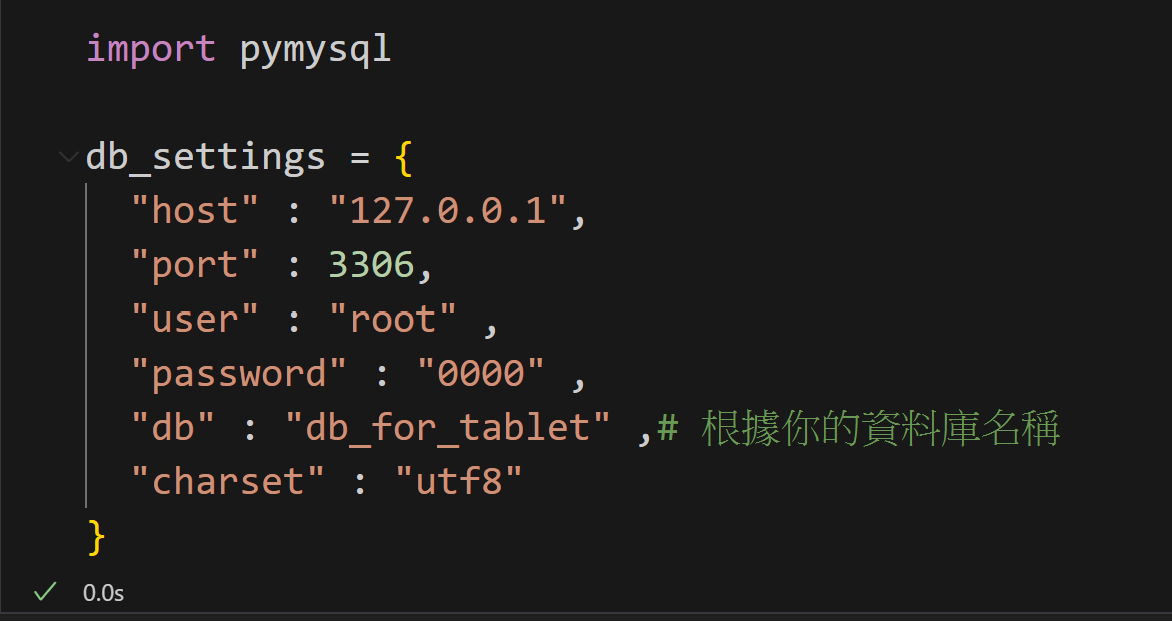 import pymysql
db_settings = {
"host" : "127.0.0.1",
"port" : 3306,
"user" : "root" ,
"password" : "0000" ,
"db" : "db_for_tablet" ,# 根據你的資料庫名稱
"charset" : "utf8"
}
0.0s